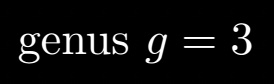 genus g = 3